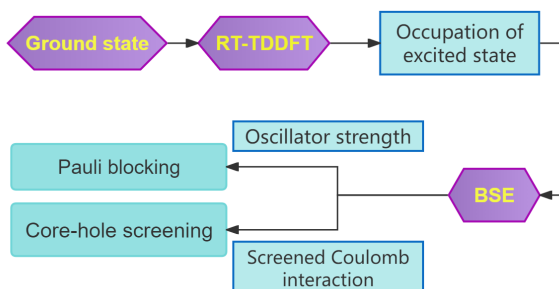 Ground state
RT-TDDFT
Occupation of
excited state
Oscillator strength
Pauli blocking
BSE
Core-hole screening
Screened Coulomb
interaction